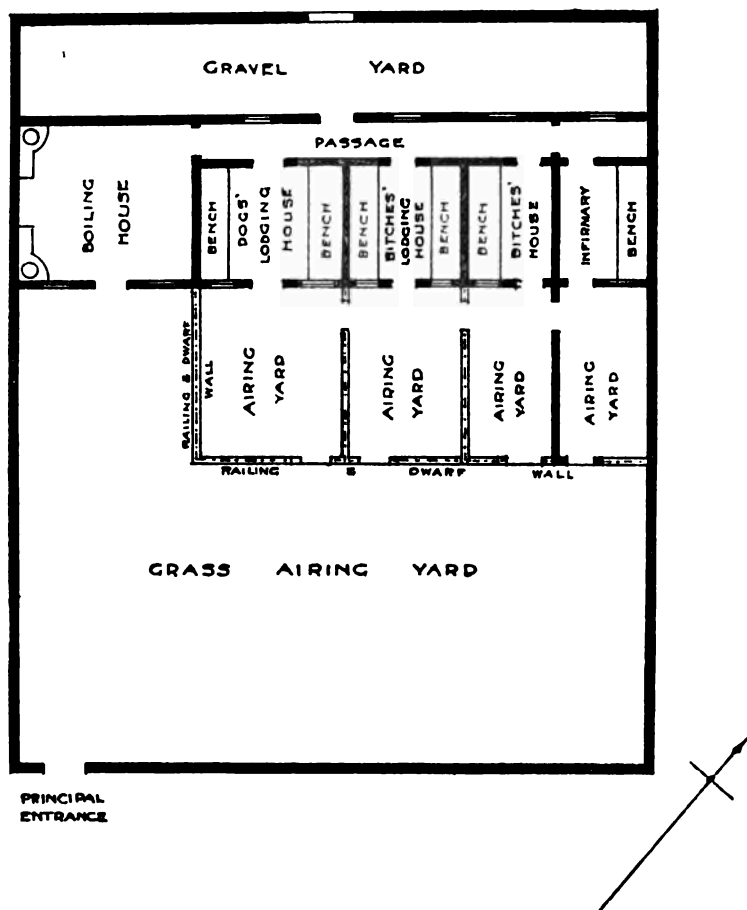 GRAVEL YARD
PASSAGE
BOILING
HOUSE
BENCH
DOGS'
LODGING
HOUSE
BENCH
BENCH
BITCHES'
LODGING
HOUSE
BENCH
BENCH
BITCHES'
HOUSE
INFIRMARY
BENCH
RAILING & DWARF
WALL
AIRING
YARD
AIRING
YARD
AIRING
YARD
AIRING
YARD
RAILING & DWARF WALL
GRASS AIRING YARD
PRINCIPAL
ENTRANCE